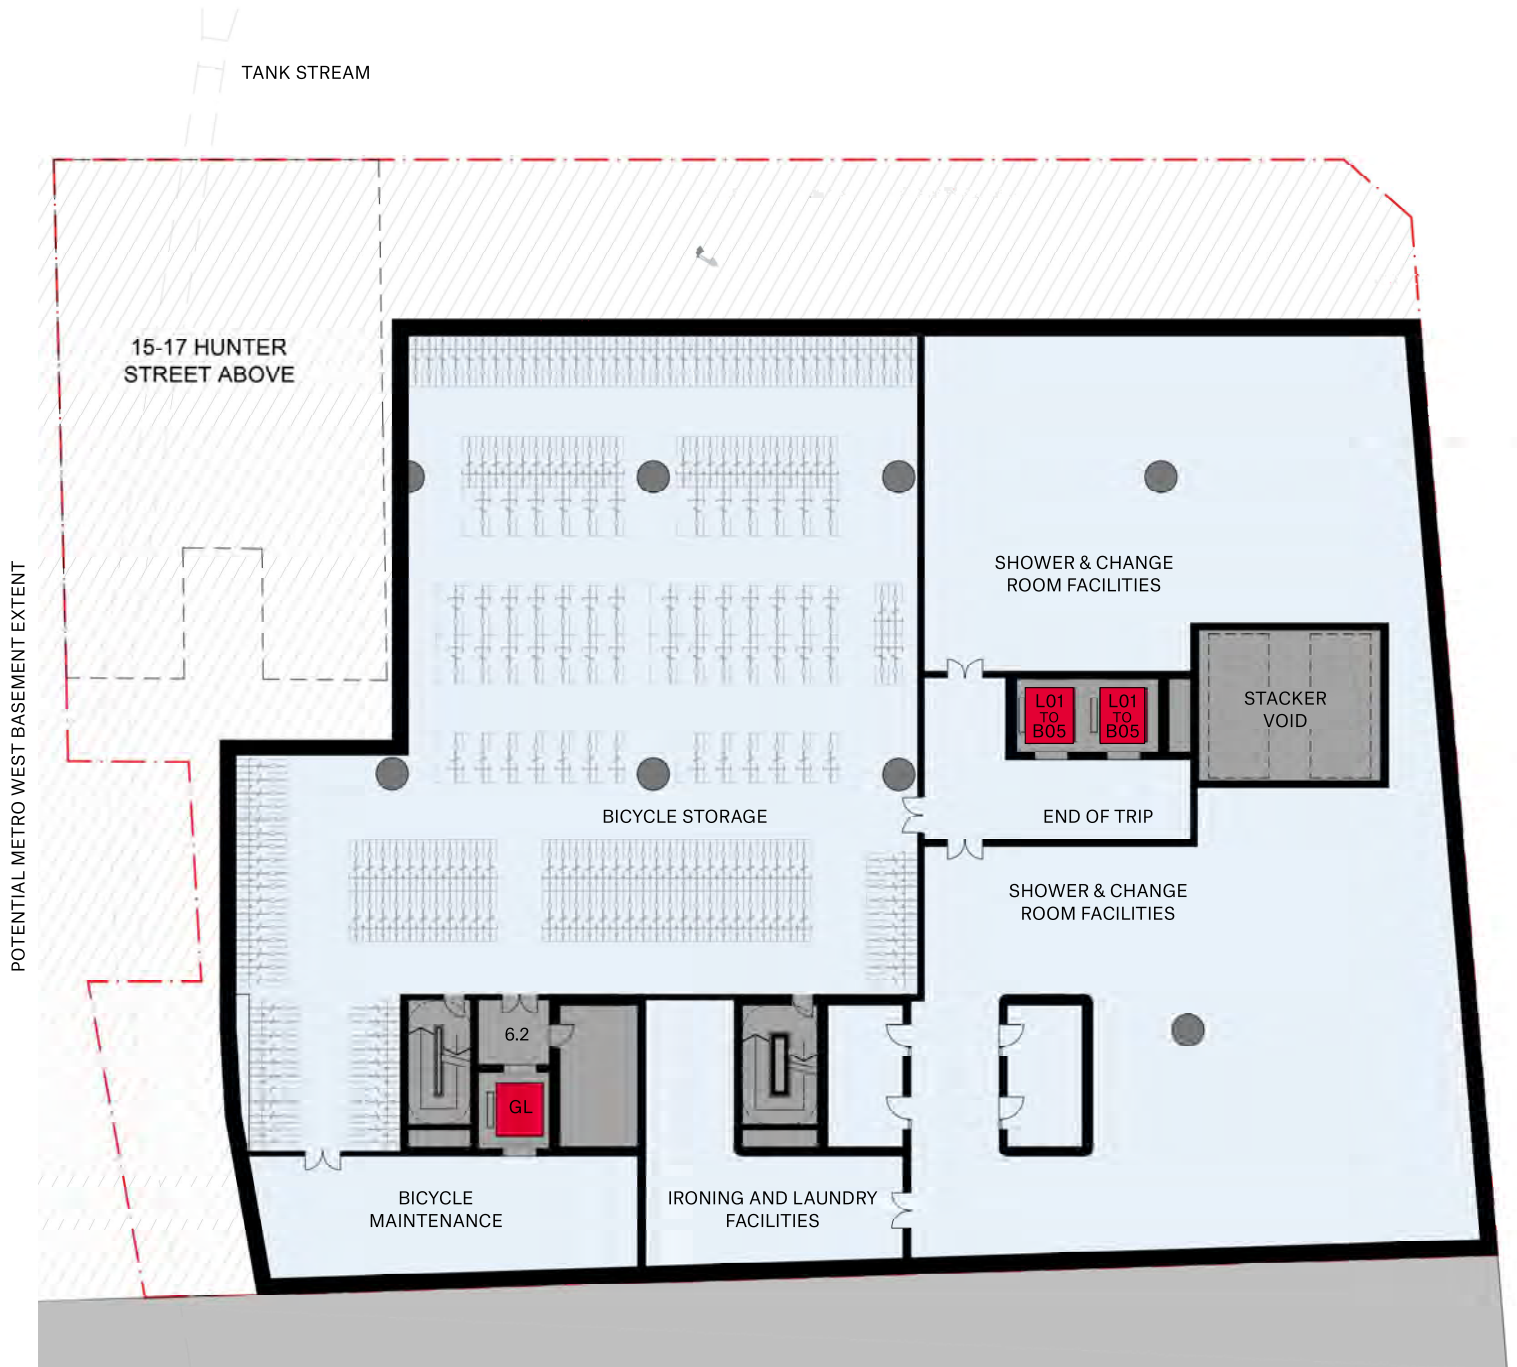 TANK STREAM
15-17 HUNTER
STREET ABOVE
POTENTIAL METRO WEST BASEMENT EXTENT
SHOWER & CHANGE
ROOM FACILITIES
L01
TO
B05
L01
TO
B05
STACKER
VOID
BICYCLE STORAGE
END OF TRIP
SHOWER & CHANGE
ROOM FACILITIES
6.2
GL
BICYCLE
MAINTENANCE
IRONING AND LAUNDRY
FACILITIES